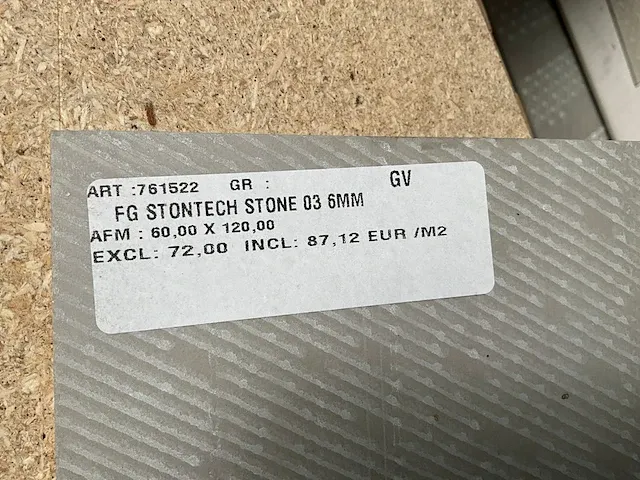 ART :761522 GR : GV
FG STONTECH STONE 03 6MM
AFM : 60,00 X 120,00
EXCL: 72,00 INCL: 87,12 EUR /M2